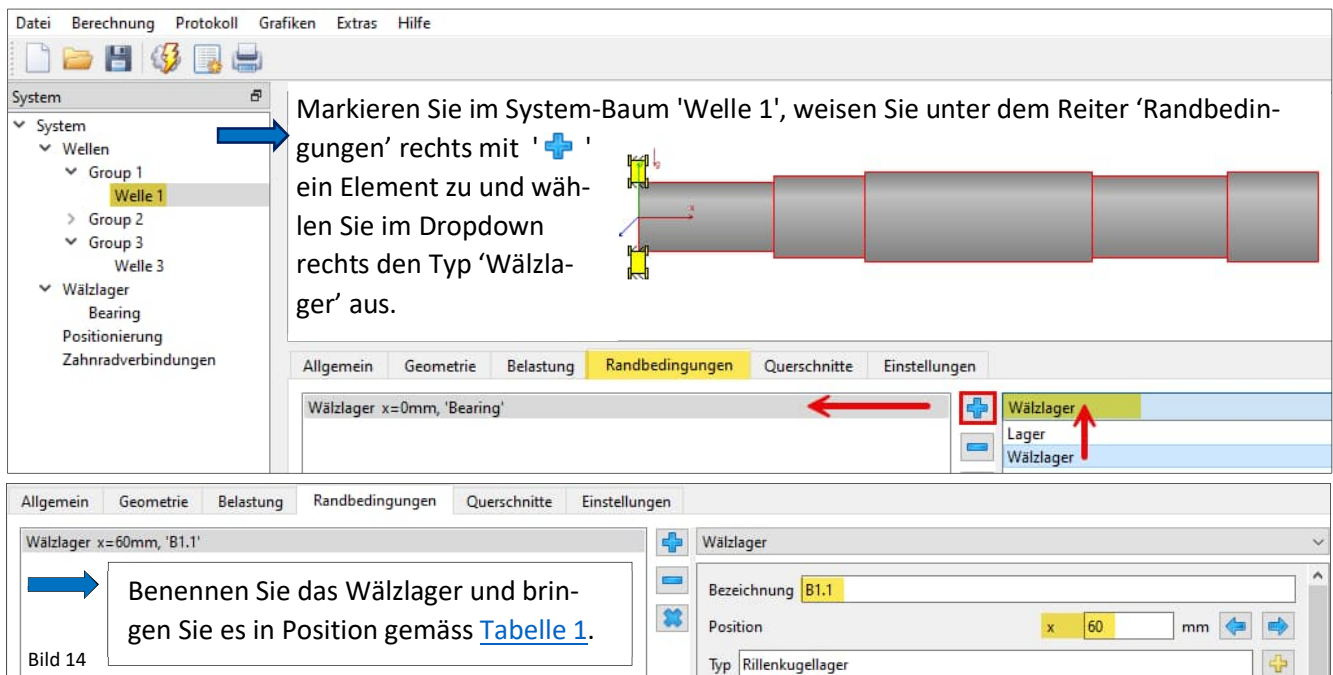 Datei Berechnung Protokoll Grafiken Extras Hilfe
System
System
Wellen
Group 1
Welle 1
Group 2
Group 3
Welle 3
Wälzlager
Bearing
Positionierung
Zahnradverbindungen
Markieren Sie im System-Baum 'Welle 1', weisen Sie unter dem Reiter ‘Randbedin-
gungen’ rechts mit ' '
ein Element zu und wäh-
len Sie im Dropdown
rechts den Typ ‘Wälzla-
ger’ aus.
x
Allgemein Geometrie Belastung Randbedingungen Querschnitte Einstellungen
Wälzlager x=0mm, 'Bearing'
Wälzlager
Lager
Wälzlager
Allgemein Geometrie Belastung Randbedingungen Querschnitte Einstellungen
Wälzlager x=60mm, 'B1.1'
Benennen Sie das Wälzlager und brin-
gen Sie es in Position gemäss Tabelle 1.
Bild 14
Wälzlager
Bezeichnung B1.1
Position x 60 mm
Typ Rillenkugellager